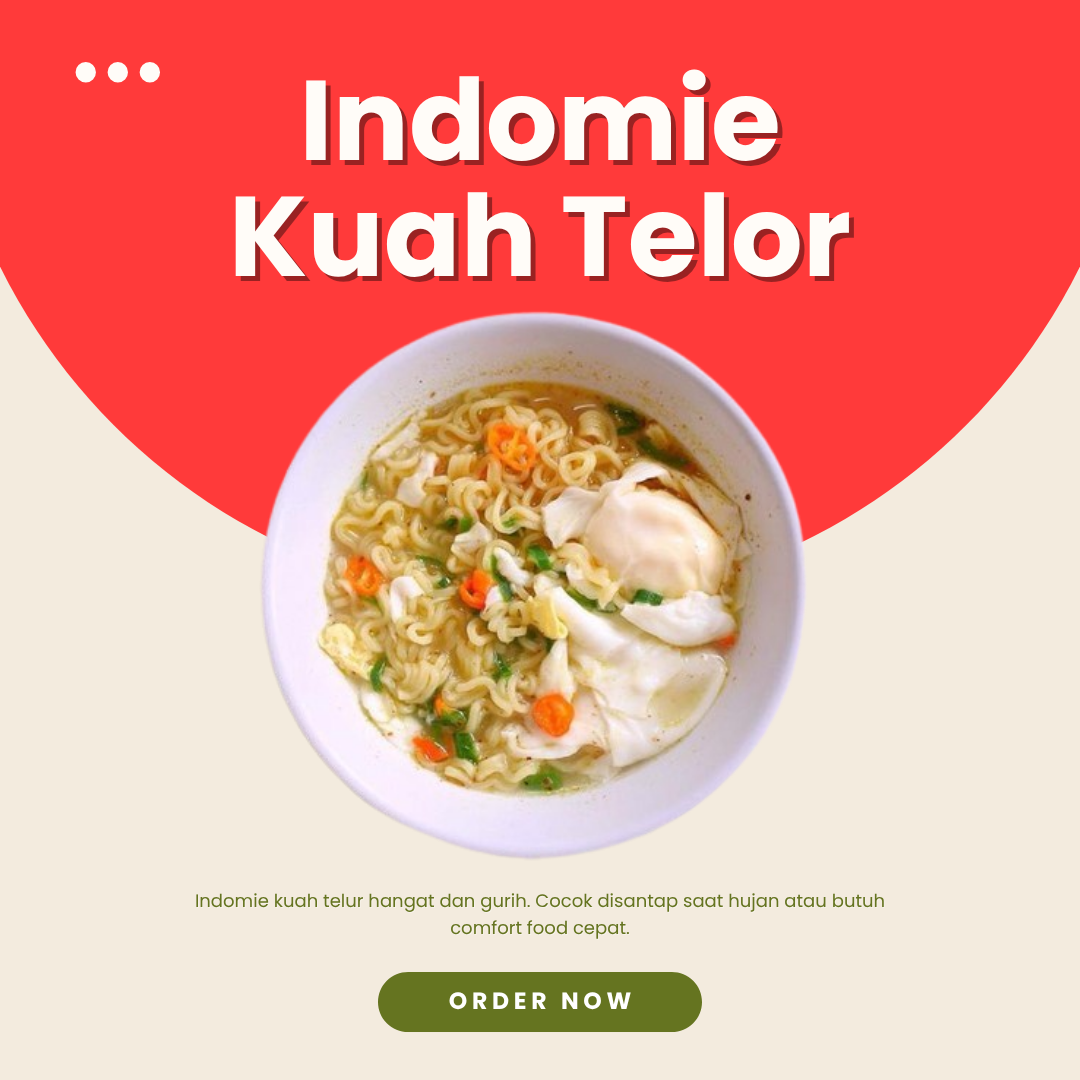 Indomie
Kuah Telor
Indomie kuah telur hangat dan gurih. Cocok disantap saat hujan atau butuh
comfort food cepat.
ORDER NOW